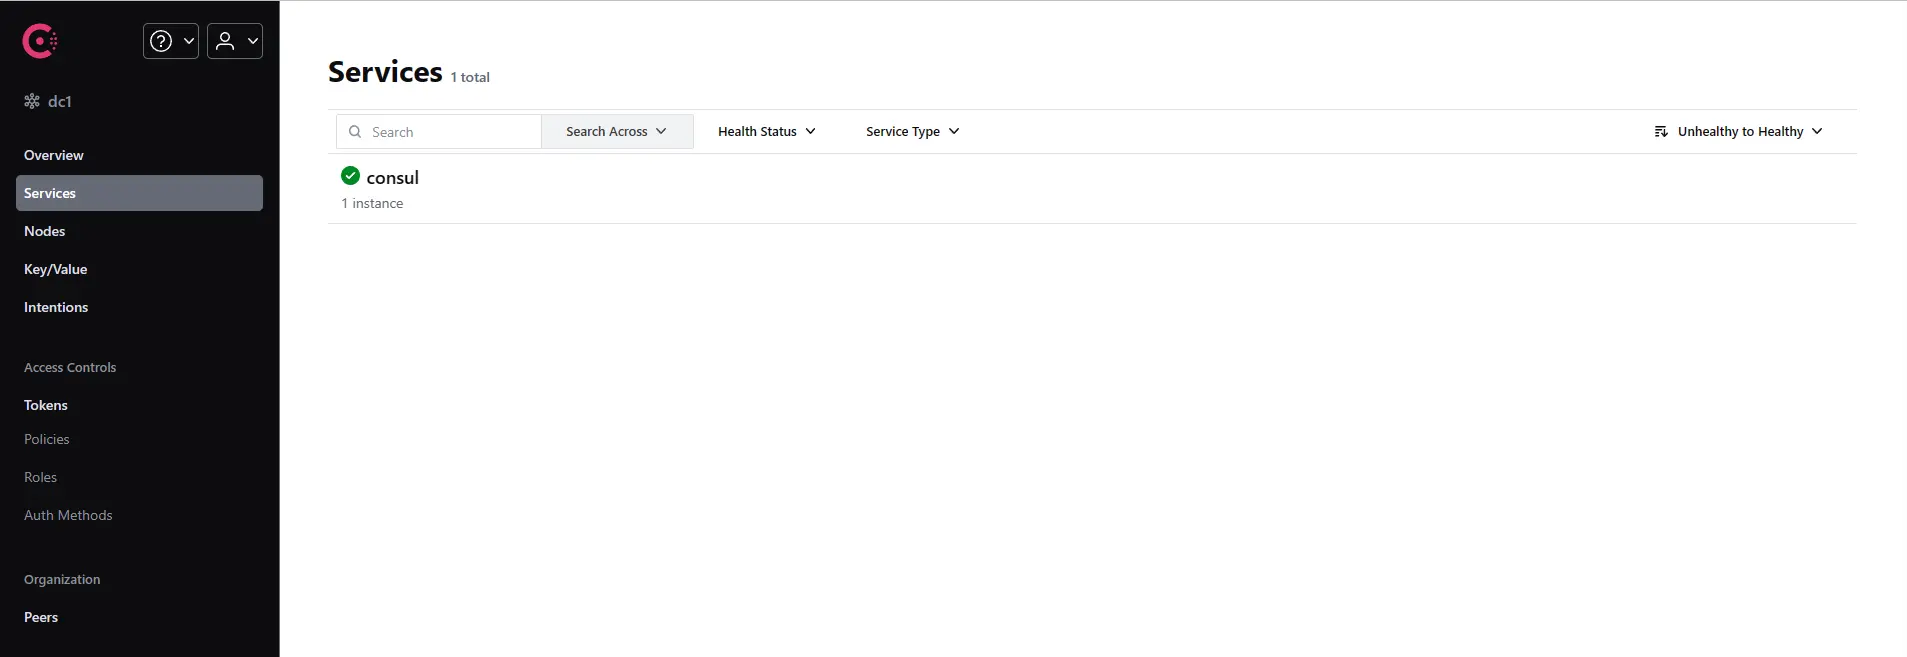 dc1
Overview
Services
Nodes
Key/Value
Intentions
Access Controls
Tokens
Policies
Roles
Auth Methods
Organization
Peers
Services 1 total
Search Search Across Health Status Service Type Unhealthy to Healthy
consul
1 instance